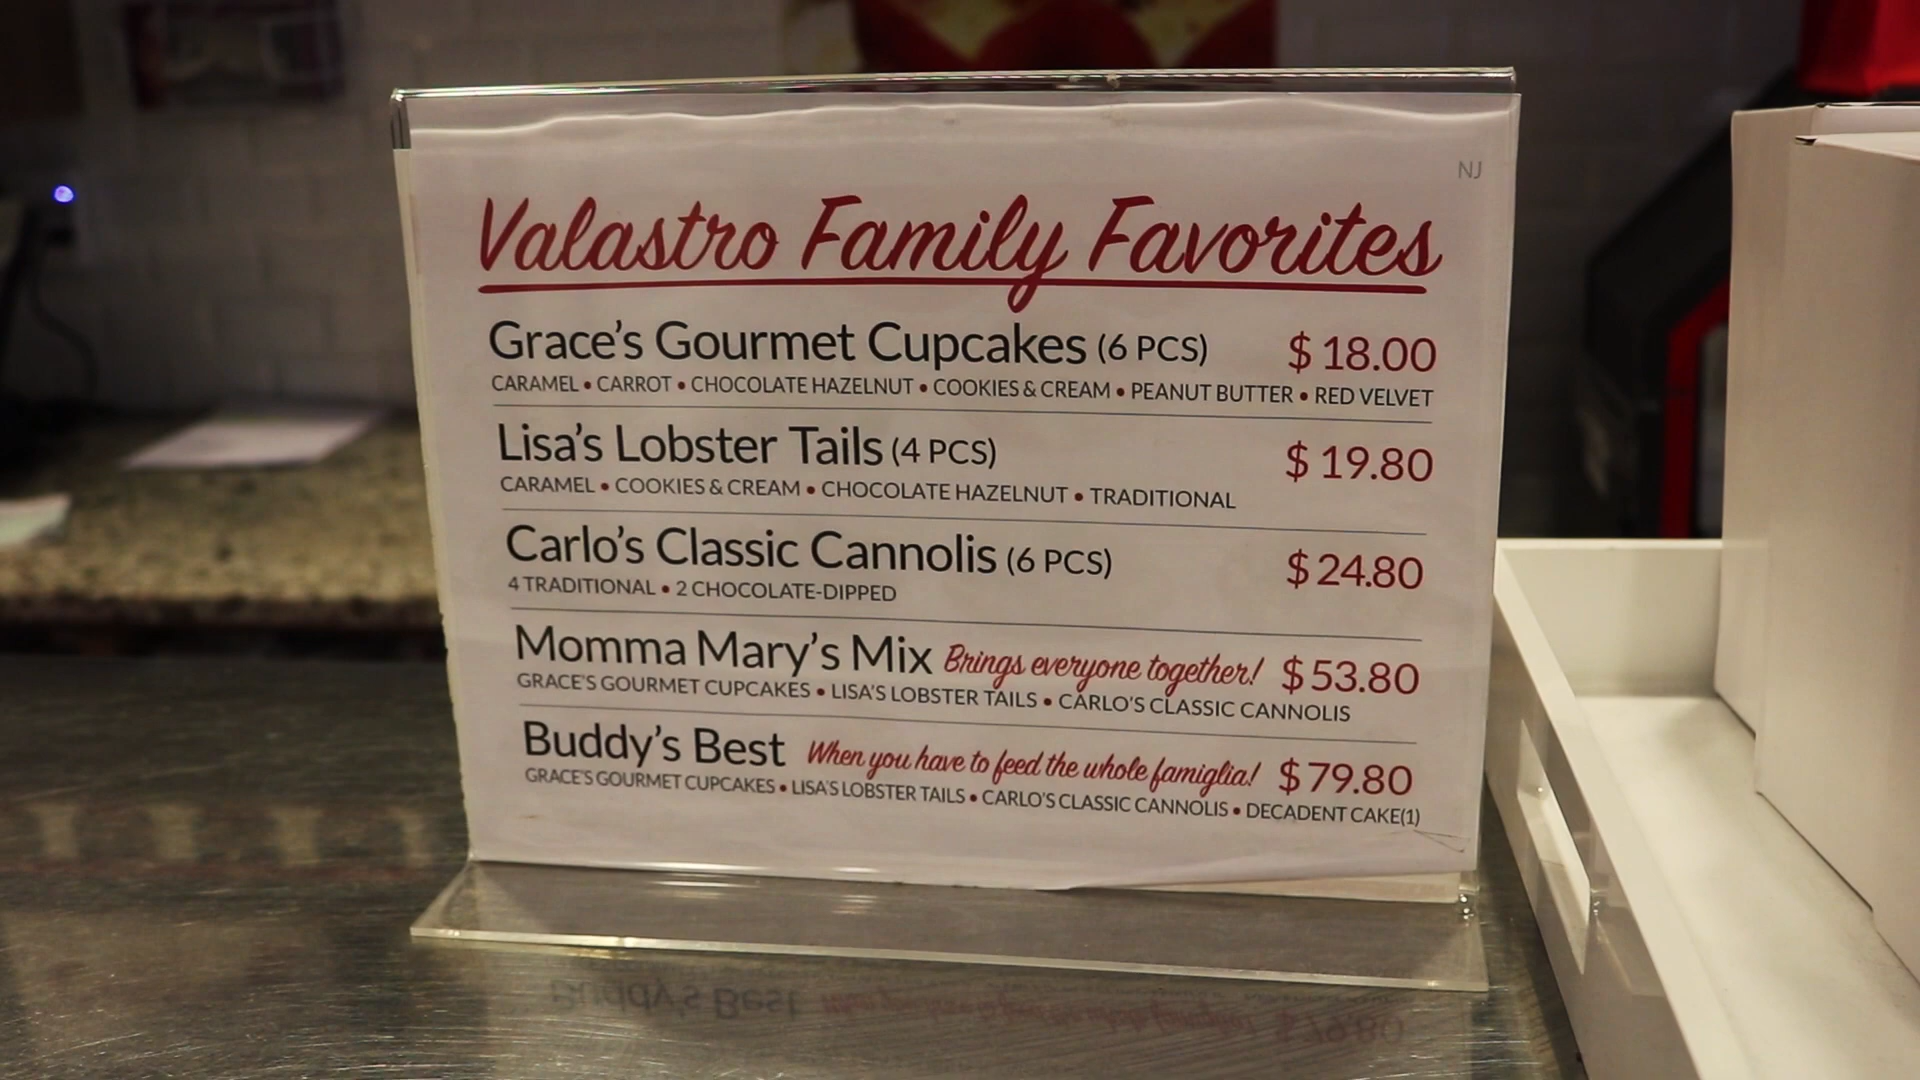 NJ
Valastro Family Favorites
Grace's Gourmet Cupcakes (6 PCS) $ 18.00
CARAMEL • CARROT • CHOCOLATE HAZELNUT • COOKIES & CREAM • PEANUT BUTTER • RED VELVET
Lisa's Lobster Tails (4 PCS) $ 19.80
CARAMEL • COOKIES & CREAM • CHOCOLATE HAZELNUT • TRADITIONAL
Carlo's Classic Cannolis (6 PCS) $ 24.80
4 TRADITIONAL • 2 CHOCOLATE-DIPPED
Momma Mary's Mix Brings everyone together! $ 53.80
GRACE'S GOURMET CUPCAKES • LISA'S LOBSTER TAILS • CARLO'S CLASSIC CANNOLIS
Buddy's Best When you have to feed the whole famiglia! $ 79.80
GRACE'S GOURMET CUPCAKES • LISA'S LOBSTER TAILS • CARLO'S CLASSIC CANNOLIS • DECADENT CAKE(1)